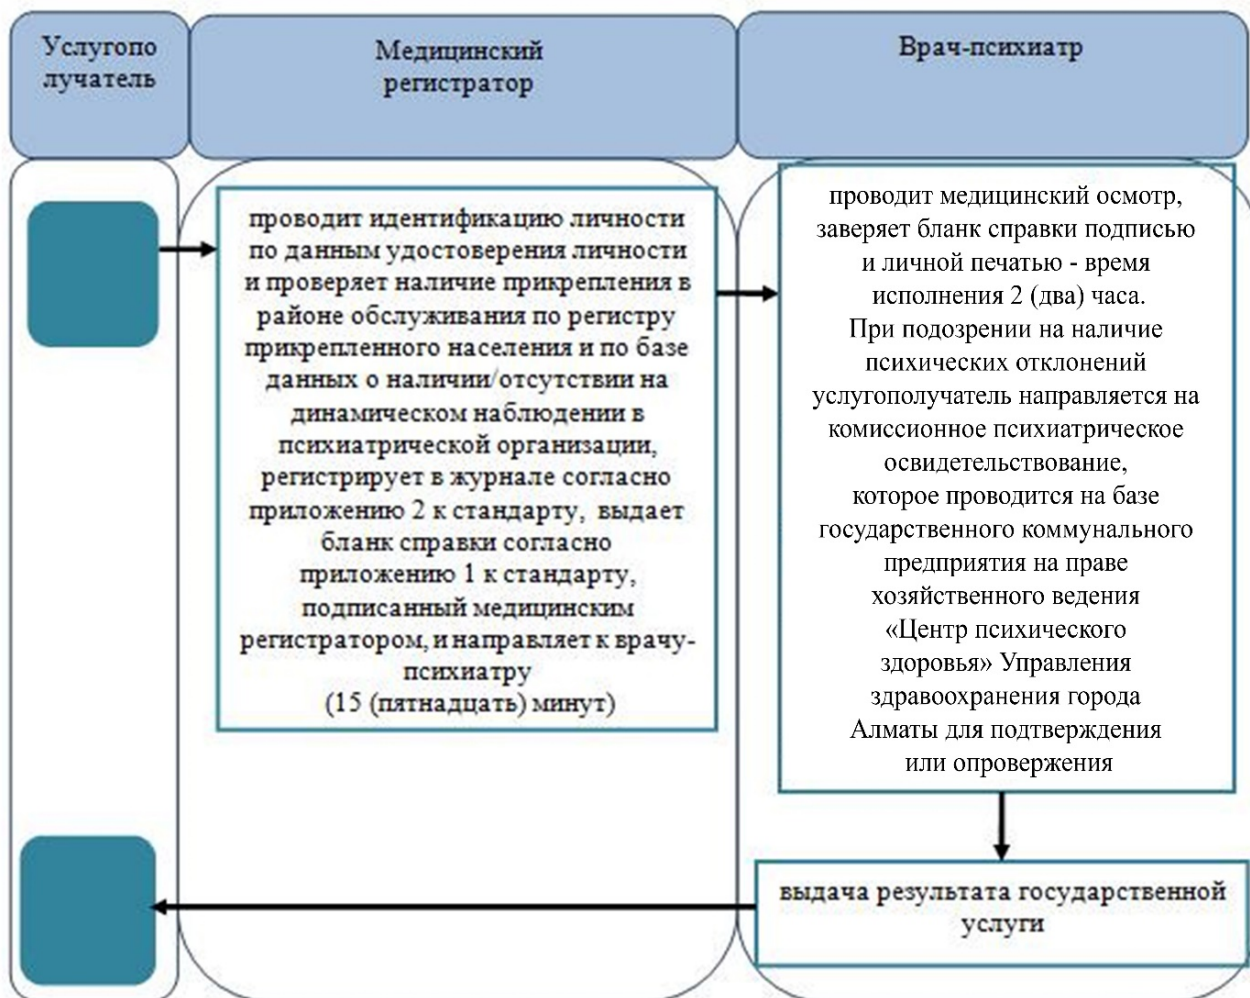 Услугопо
лучатель
Медицинский
регистратор
Врач-психиатр
проводит идентификацию личности
по данным удостоверения личности
и проверяет наличие прикрепления в
районе обслуживания по регистру
прикрепленного населения и по базе
данных о наличии/отсутствии на
динамическом наблюдении в
психиатрической организации,
регистрирует в журнале согласно
приложению 2 к стандарту, выдает
бланк справки согласно
приложению 1 к стандарту,
подписанный медицинским
регистратором, и направляет к врачу-
психиатру
(15 (пятнадцать) минут)
проводит медицинский осмотр,
заверяет бланк справки подписью
и личной печатью - время
исполнения 2 (два) часа.
При подозрении на наличие
психических отклонений
услугополучатель направляется на
комиссионное психиатрическое
освидетельствование,
которое проводится на базе
государственного коммунального
предприятия на праве
хозяйственного ведения
«Центр психического
здоровья» Управления
здравоохранения города
Алматы для подтверждения
или опровержения
выдача результата государственной
услуги